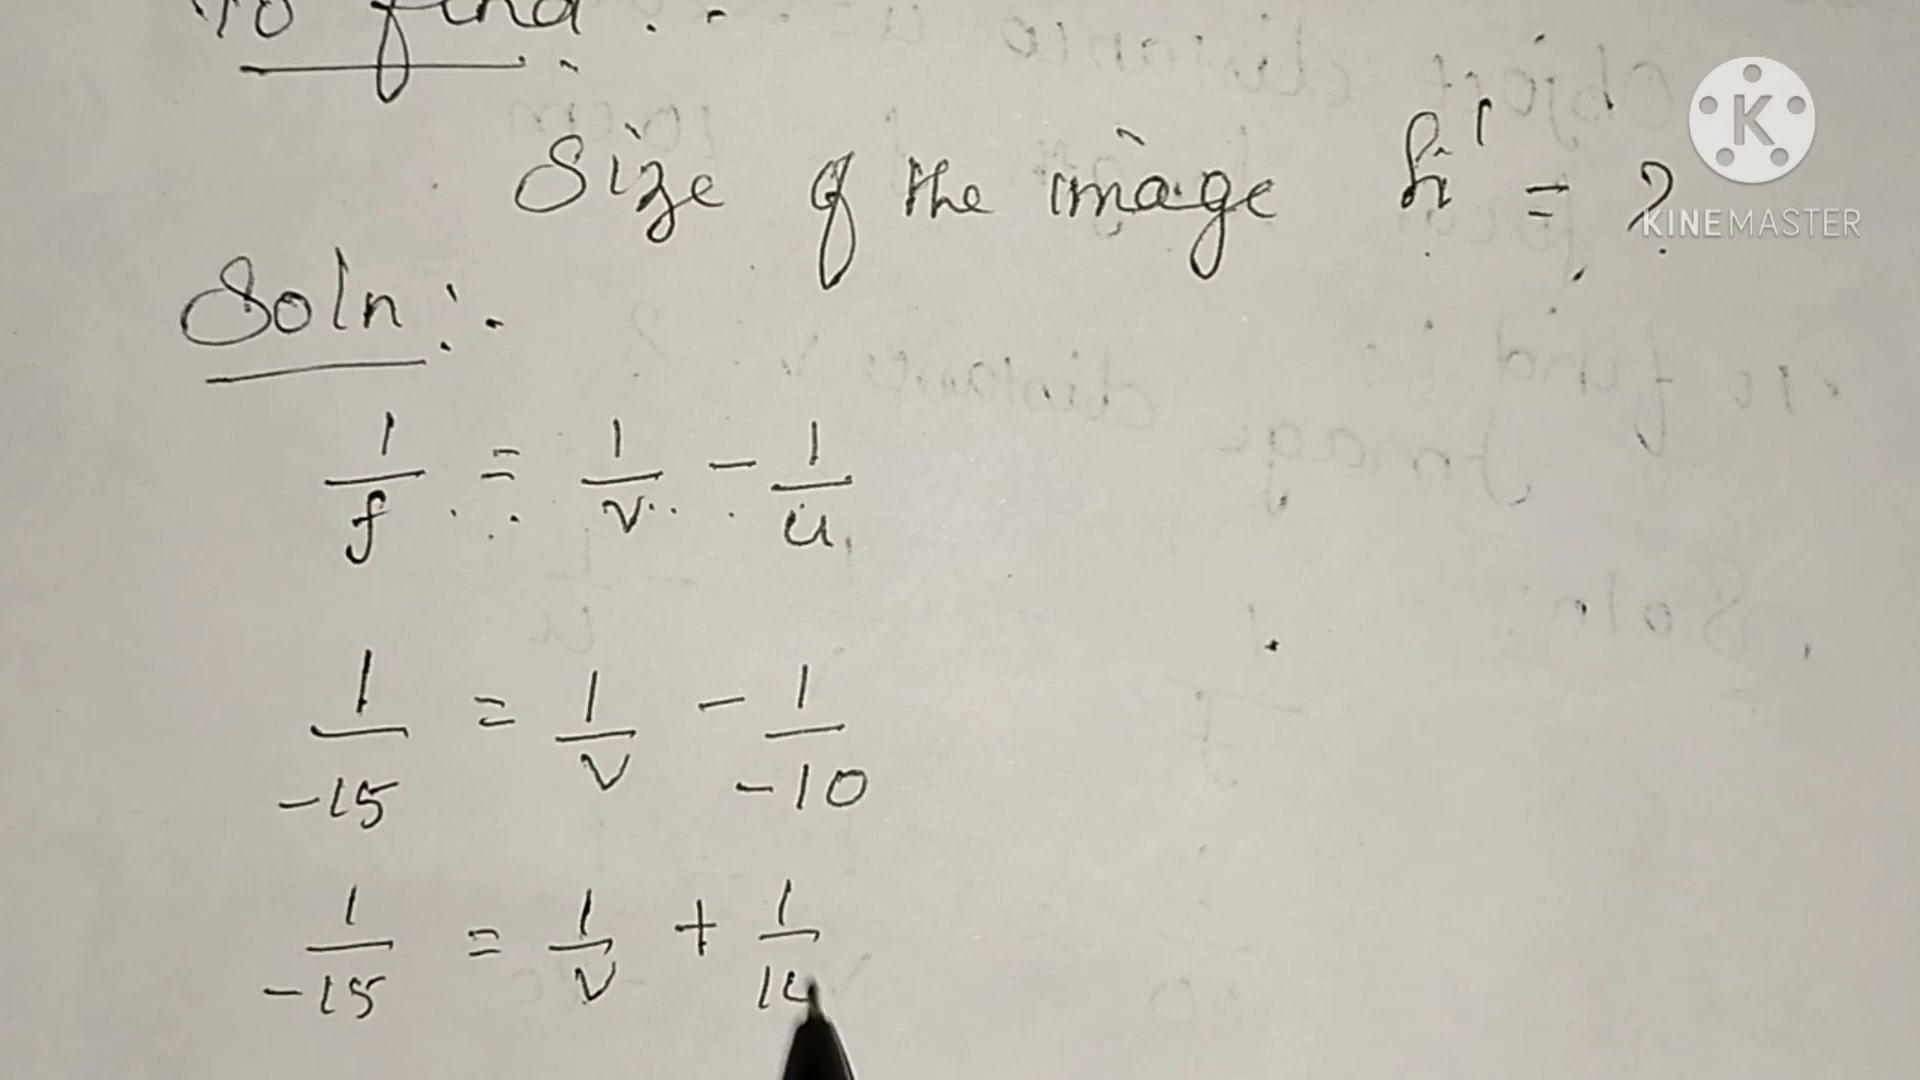 To find :-
Size of the image h' = ?
KINEMASTER
Soln :-
1/f = 1/v - 1/u
1/-15 = 1/v - 1/-10
1/-15 = 1/v + 1/10